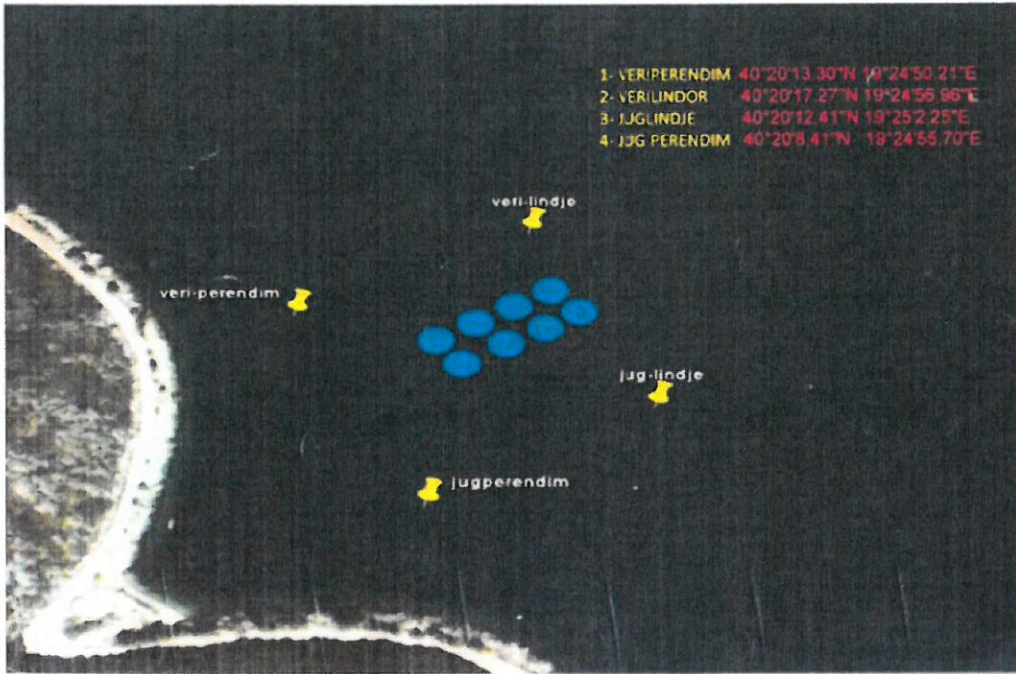 1- VERIPERENDIM 40°20'13.30"N 19°24'50.21"E
2- VERILINDOR 40°20'17.27"N 19°24'56.96"E
3- JUGLINDJE 40°20'12.41"N 19°25'2.25"E
4- JUG PERENDIM 40°20'8.41"N 19°24'55.70"E
veri-lindje
veri-perendim
jug-lindje
jugperendim